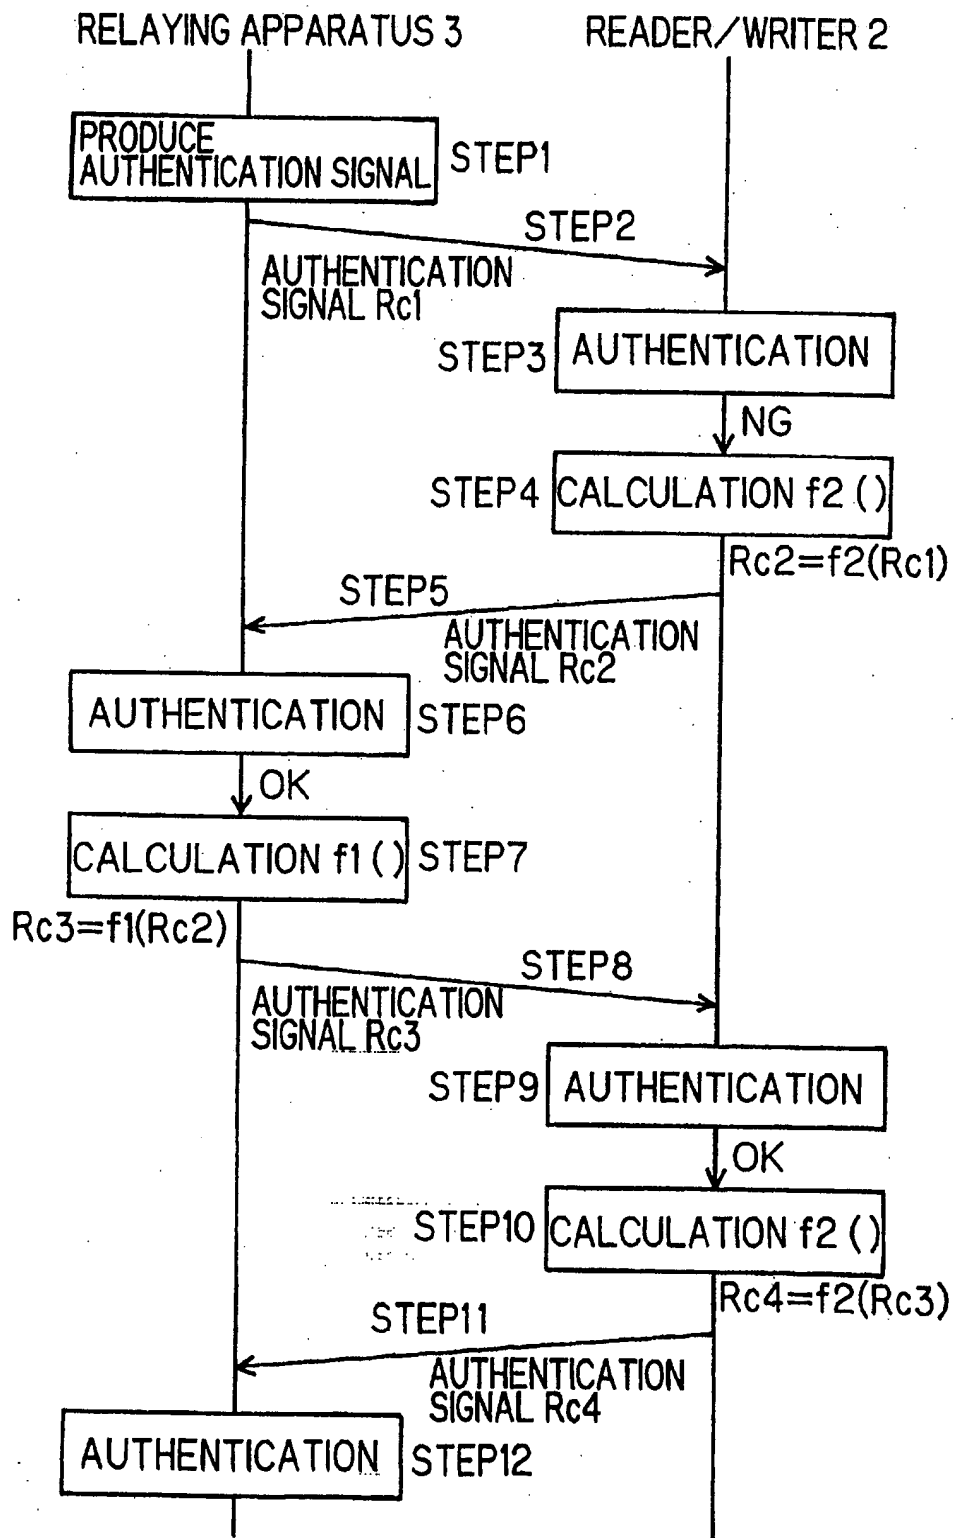 RELAYING APPARATUS 3
READER/WRITER 2
PRODUCE
AUTHENTICATION SIGNAL
STEP1
STEP2
AUTHENTICATION
SIGNAL Rc1
STEP3
AUTHENTICATION
NG
STEP4
CALCULATION f2 ( )
Rc2=f2(Rc1)
STEP5
AUTHENTICATION
SIGNAL Rc2
AUTHENTICATION
STEP6
OK
CALCULATION f1 ( )
STEP7
Rc3=f1(Rc2)
STEP8
AUTHENTICATION
SIGNAL Rc3
STEP9
AUTHENTICATION
OK
STEP10
CALCULATION f2 ( )
Rc4=f2(Rc3)
STEP11
AUTHENTICATION
SIGNAL Rc4
AUTHENTICATION
STEP12